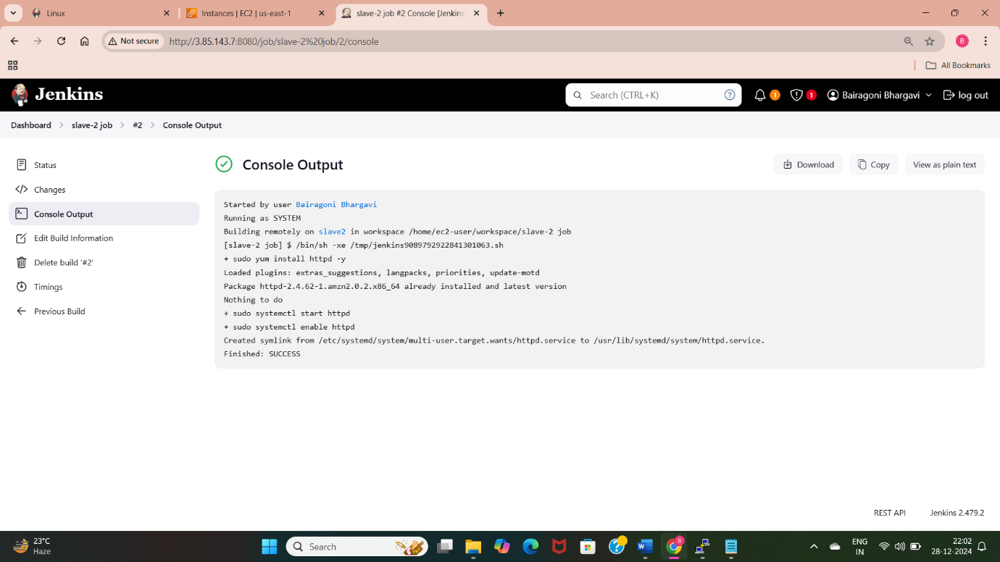 Linux
Instances | EC2 | us-east-1
slave-2 job #2 Console [Jenkins
Not secure
http://3.85.143.7:8080/job/slave-2%20job/2/console
B
All Bookmarks
Jenkins
Search (CTRL+K)
?
1
1
Bairagoni Bhargavi
log out
Dashboard > slave-2 job > #2 > Console Output
Status
Changes
Console Output
Edit Build Information
Delete build ‘#2’
Timings
Previous Build
Console Output
Download
Copy
View as plain text
Started by user Bairagoni Bhargavi
Running as SYSTEM
Building remotely on slave2 in workspace /home/ec2-user/workspace/slave-2 job
[slave-2 job] $ /bin/sh -xe /tmp/jenkins9089792922841301063.sh
+ sudo yum install httpd -y
Loaded plugins: extras_suggestions, langpacks, priorities, update-motd
Package httpd-2.4.62-1.amzn2.0.2.x86_64 already installed and latest version
Nothing to do
+ sudo systemctl start httpd
+ sudo systemctl enable httpd
Created symlink from /etc/systemd/system/multi-user.target.wants/httpd.service to /usr/lib/systemd/system/httpd.service.
Finished: SUCCESS
REST API
Jenkins 2.479.2
23°C
Haze
Search
ENG
IN
22:02
28-12-2024